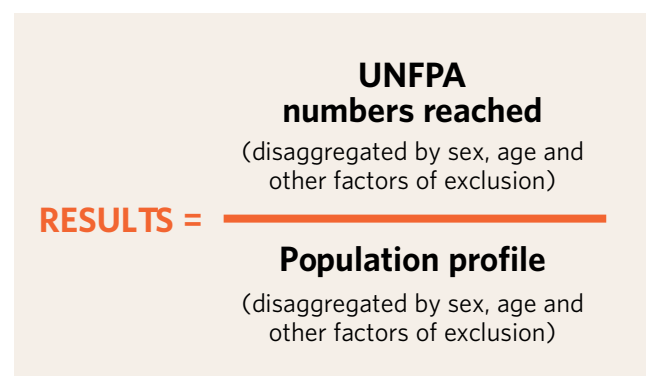 UNFPA
numbers reached
(disaggregated by sex, age and
other factors of exclusion)
RESULTS =
Population profile
(disaggregated by sex, age and
other factors of exclusion)